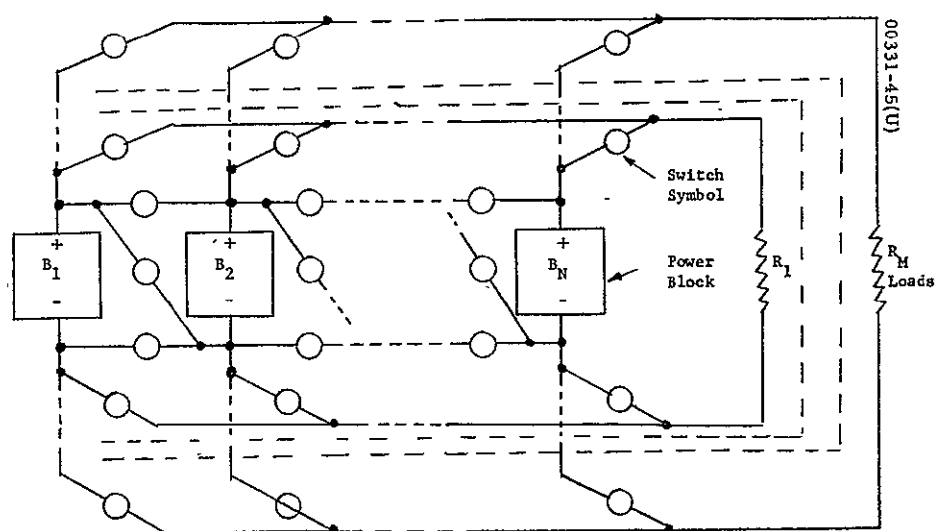 00331-45(U)
Switch
Symbol
+
B1
-
+
B2
-
+
BN
-
Power
Block
R1
RM
Loads